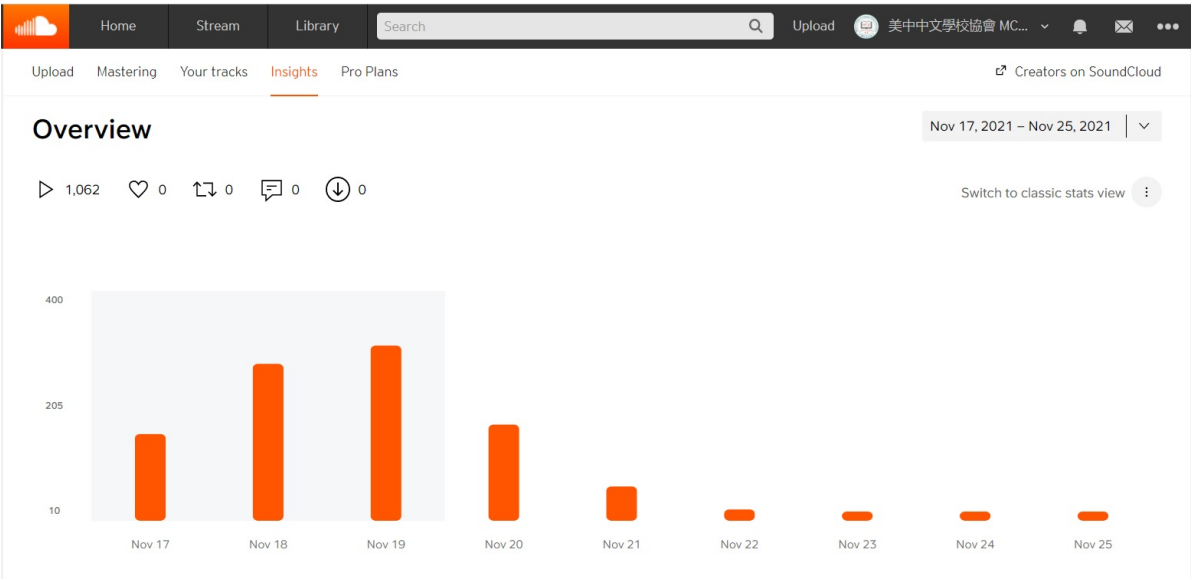 Home Stream Library Search Upload 美中中文學校協會 MC...
Upload Mastering Your tracks Insights Pro Plans Creators on SoundCloud
Overview
Nov 17, 2021 – Nov 25, 2021
1,062 0 0 0 0
Switch to classic stats view
400
205
10
Nov 17 Nov 18 Nov 19 Nov 20 Nov 21 Nov 22 Nov 23 Nov 24 Nov 25